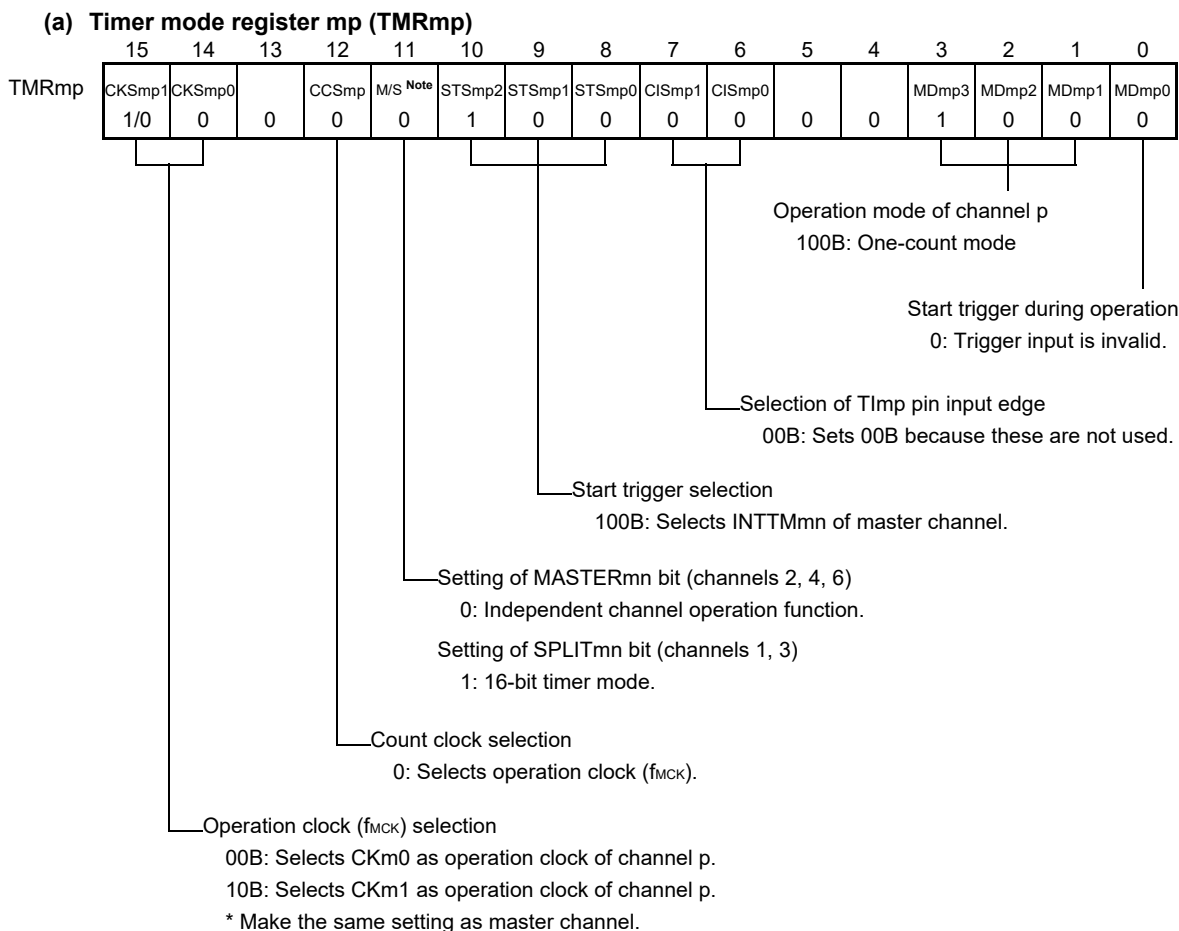 (a) Timer mode register mp (TMRmp)
15 14 13 12 11 10 9 8 7 6 5 4 3 2 1 0
TMRmp CKSmp1 CKSmp0 CCSmp M/S Note STSmp2 STSmp1 STSmp0 CISmp1 CISmp0 MDmp3 MDmp2 MDmp1 MDmp0
1/0 0 0 0 0 1 0 0 0 0 0 0 1 0 0 0
Operation mode of channel p
100B: One-count mode
Start trigger during operation
0: Trigger input is invalid.
Selection of TImp pin input edge
00B: Sets 00B because these are not used.
Start trigger selection
100B: Selects INTTMmn of master channel.
Setting of MASTERmn bit (channels 2, 4, 6)
0: Independent channel operation function.
Setting of SPLITmn bit (channels 1, 3)
1: 16-bit timer mode.
Count clock selection
0: Selects operation clock (fMCK).
Operation clock (fMCK) selection
00B: Selects CKm0 as operation clock of channel p.
10B: Selects CKm1 as operation clock of channel p.
* Make the same setting as master channel.